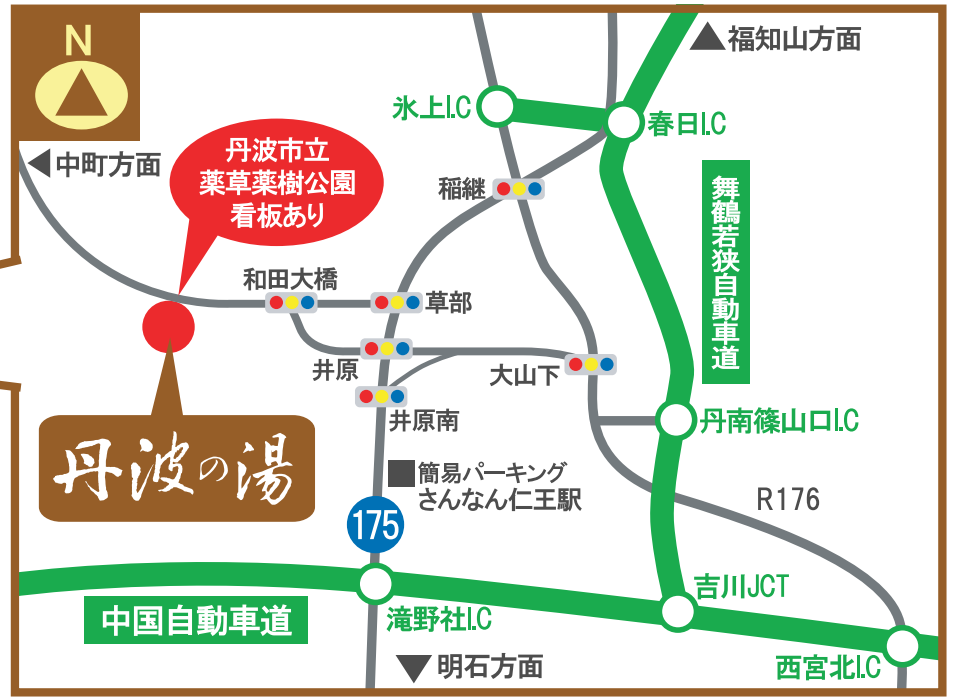 N
福知山方面
氷上I.C
春日I.C
中町方面
丹波市立
薬草薬樹公園
看板あり
稲継
舞鶴若狭自動車道
和田大橋
草部
井原
大山下
井原南
丹南篠山口I.C
丹波の湯
簡易パーキング
さんなん仁王駅
R176
175
吉川JCT
中国自動車道
滝野社I.C
明石方面
西宮北I.C